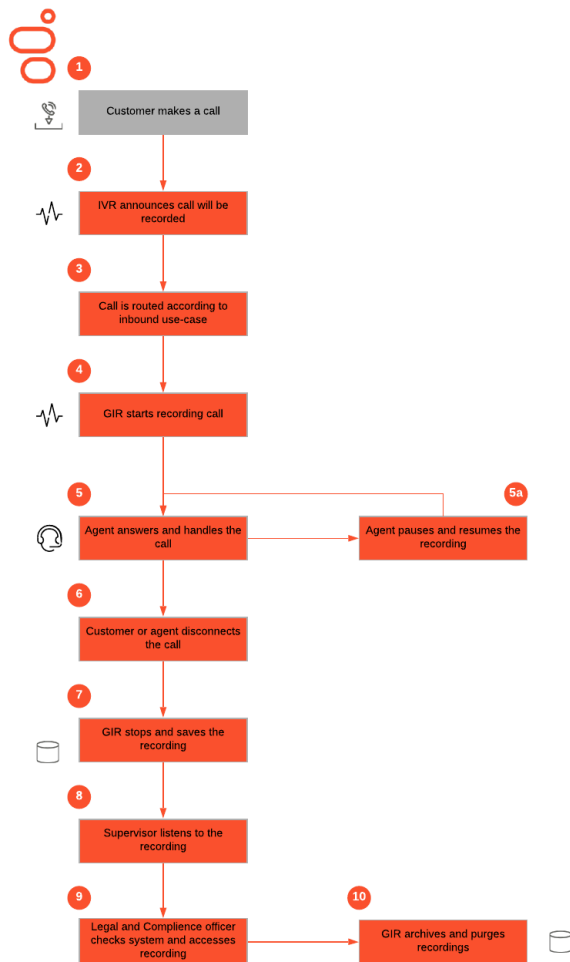 1
Customer makes a call
2
IVR announces call will be
recorded
3
Call is routed according to
inbound use-case
4
GIR starts recording call
5
5a
Agent answers and handles the
call
Agent pauses and resumes the
recording
6
Customer or agent disconnects
the call
7
GIR stops and saves the
recording
8
Supervisor listens to the
recording
9
10
Legal and Complience officer
checks system and accesses
recording
GIR archives and purges
recordings